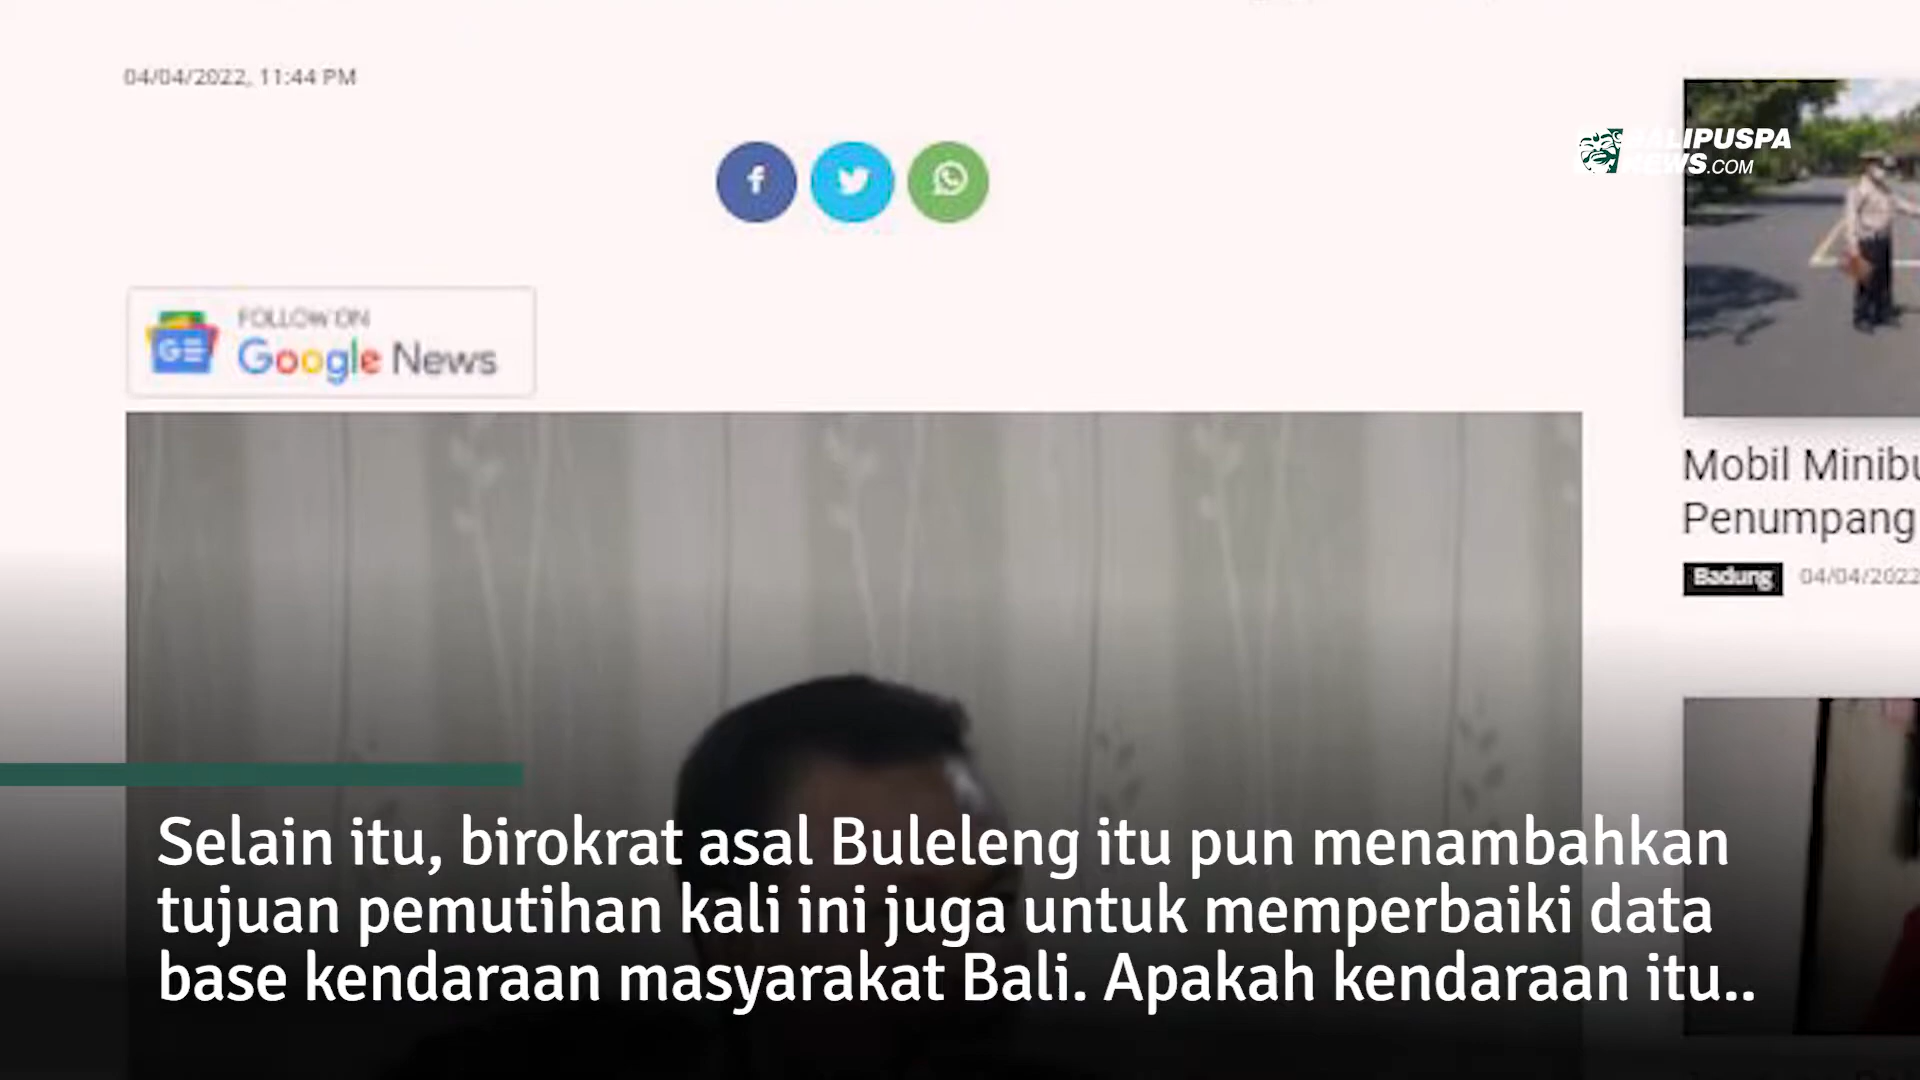 04/04/2022, 11:44 PM
BALIPUSPA
NEWS.COM
FOLLOW ON
Google News
Mobil Minibu
Penumpang
Badung 04/04/2022
Selain itu, birokrat asal Buleleng itu pun menambahkan
tujuan pemutihan kali ini juga untuk memperbaiki data
base kendaraan masyarakat Bali. Apakah kendaraan itu..